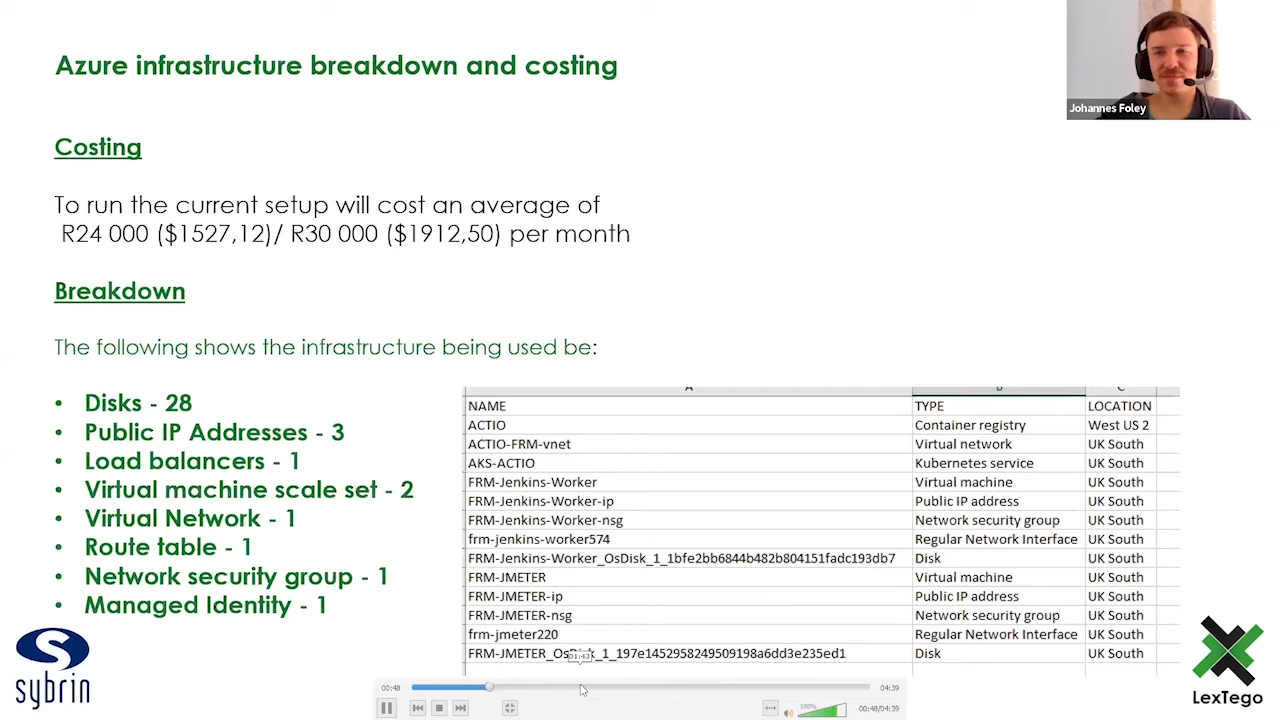 Azure infrastructure breakdown and costing
Johannes Foley
Costing
To run the current setup will cost an average of
R24 000 ($1527,12)/ R30 000 ($1912,50) per month
Breakdown
The following shows the infrastructure being used be:
• Disks - 28
• Public IP Addresses - 3
• Load balancers - 1
• Virtual machine scale set - 2
• Virtual Network - 1
• Route table - 1
• Network security group - 1
• Managed Identity - 1
A B C
NAME TYPE LOCATION
ACTIO Container registry West US 2
ACTIO-FRM-vnet Virtual network UK South
AKS-ACTIO Kubernetes service UK South
FRM-Jenkins-Worker Virtual machine UK South
FRM-Jenkins-Worker-ip Public IP address UK South
FRM-Jenkins-Worker-nsg Network security group UK South
frm-jenkins-worker574 Regular Network Interface UK South
FRM-Jenkins-Worker_OsDisk_1_1bfe2bb6844b482b804151fadc193db7 Disk UK South
FRM-JMETER Virtual machine UK South
FRM-JMETER-ip Public IP address UK South
FRM-JMETER-nsg Network security group UK South
frm-jmeter220 Regular Network Interface UK South
FRM-JMETER_OsDisk_1_197e1452958249509198a6dd3e235ed1 Disk UK South
01:43
sybrin
LexTego
00:48 04:39
100% 00:48/04:39